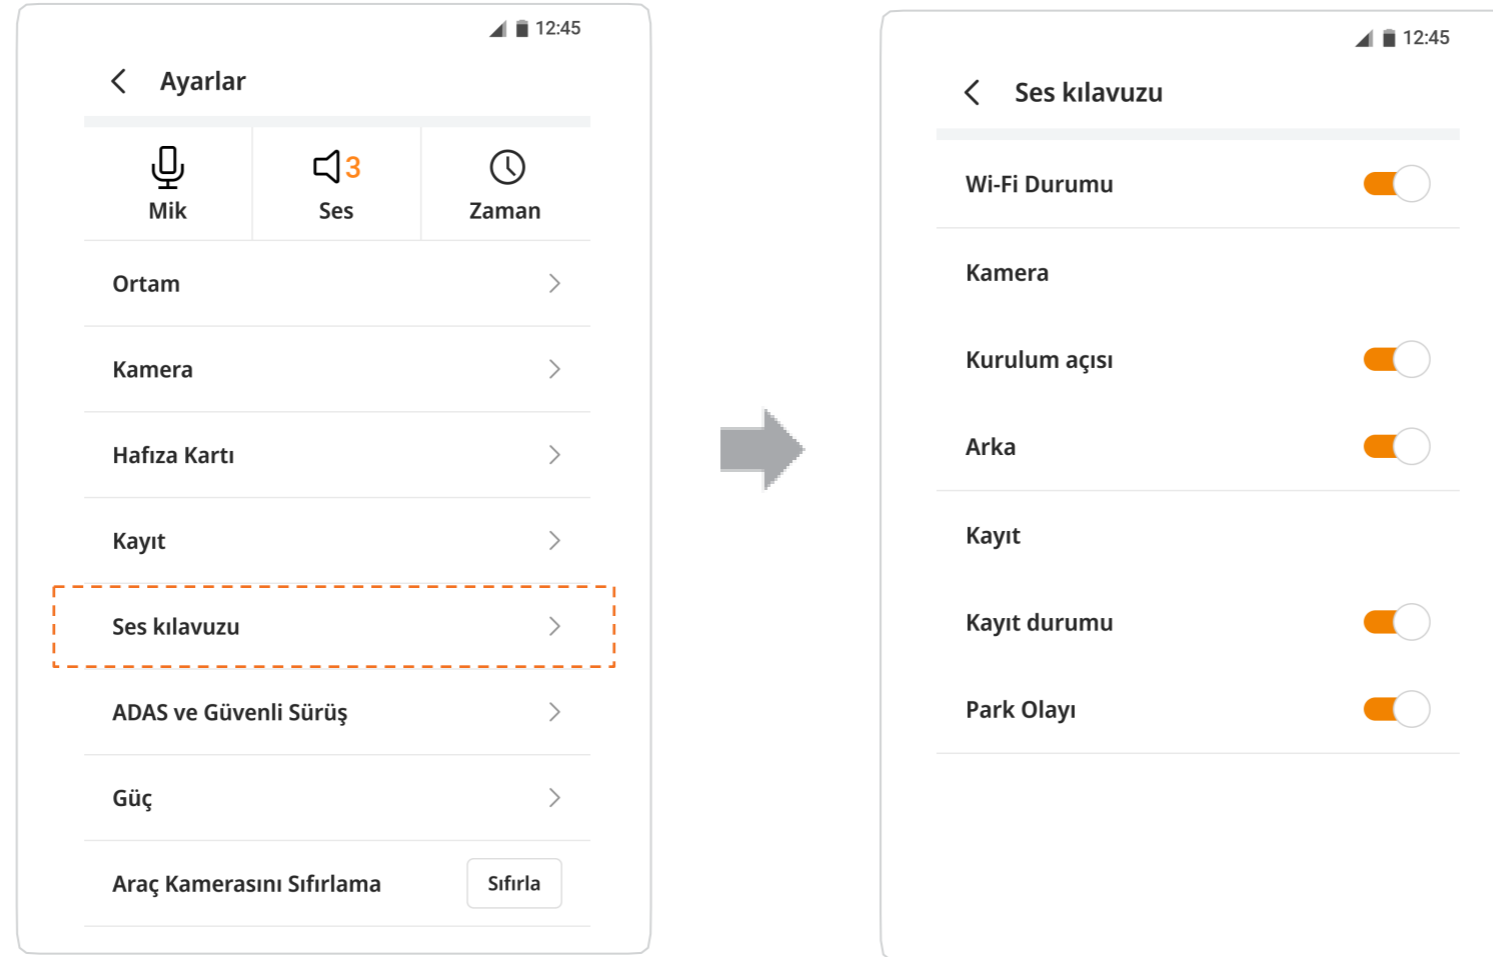 12:45
Ayarlar
3
Mik
Ses
Zaman
Ortam
Kamera
Hafıza Kartı
Kayıt
Ses kılavuzu
ADAS ve Güvenli Sürüş
Güç
Araç Kamerasını Sıfırlama
Sıfırla
12:45
Ses kılavuzu
Wi-Fi Durumu
Kamera
Kurulum açısı
Arka
Kayıt
Kayıt durumu
Park Olayı